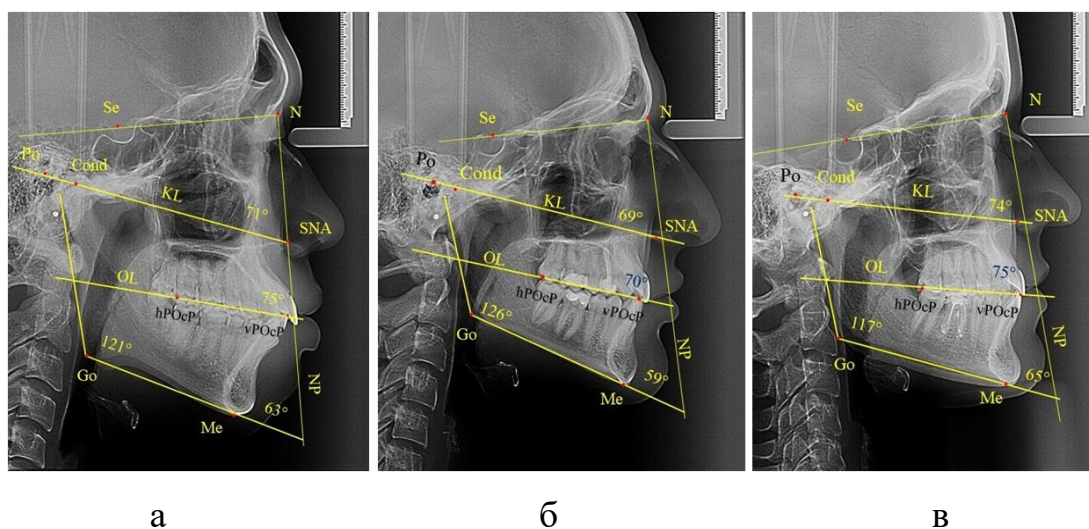 Se
N
Po
Cond
KL
71°
SNA
OL
75°
hPOcP
vPOcP
121°
Go
NP
63°
Me
Se
N
Po
Cond
KL
69°
SNA
OL
70°
hPOcP
vPOcP
126°
Go
NP
59°
Me
Se
N
Po
Cond
KL
74°
SNA
OL
75°
hPOcP
vPOcP
117°
Go
NP
65°
Me
а
б
в